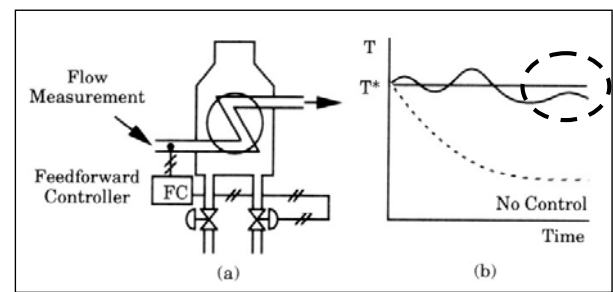 Flow
Measurement
Feedforward
Controller
FC
(a)
T
T*
No Control
Time
(b)